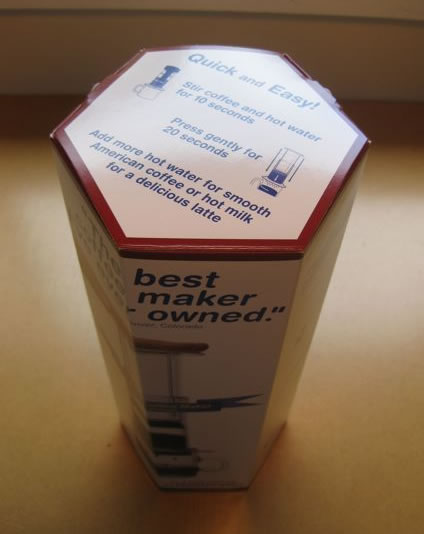 Quick and Easy!
Stir coffee and hot water
for 10 seconds
Press gently for
20 seconds
Add more hot water for smooth
American coffee or hot milk
for a delicious latte
best
maker
owned."
Colorado